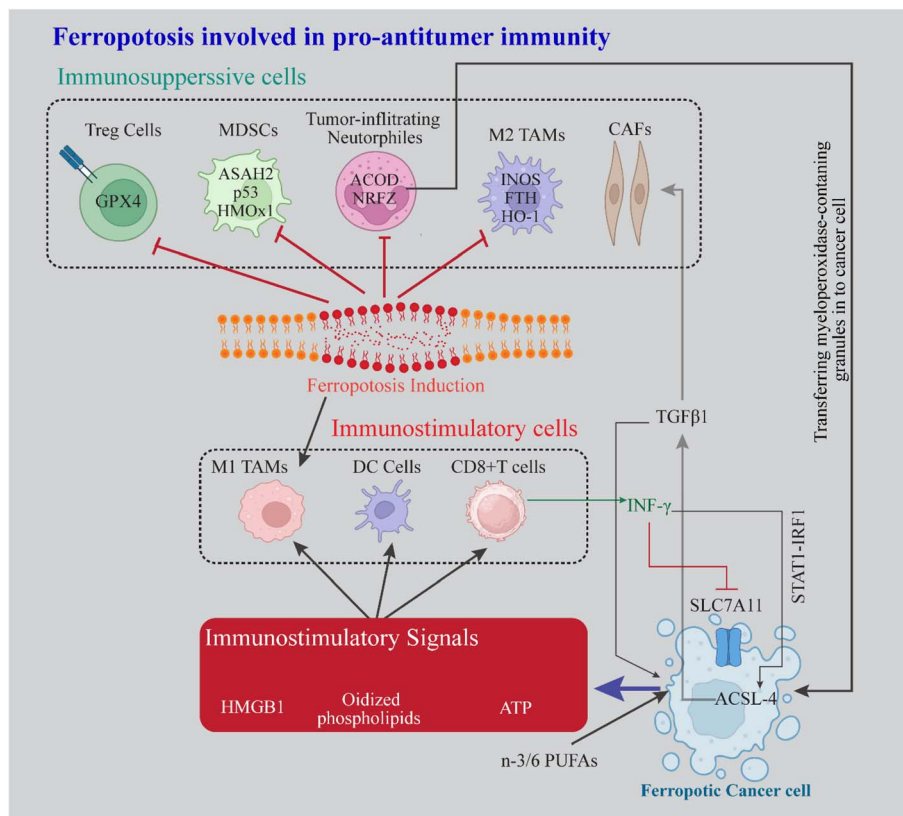 Ferropotosis involved in pro-antitumer immunity
Immunosupperssive cells
Treg Cells
GPX4
MDSCs
ASAH2
p53
HMOx1
Tumor-inflitrating
Neutorphiles
ACOD
NRFZ
M2 TAMs
INOS
FTH
HO-1
CAFs
Transferring myeloperoxidase-contaning
granules in to cancer cell
Ferropotosis Induction
TGFβ1
Immunostimulatory cells
M1 TAMs
DC Cells
CD8+T cells
INF-γ
STAT1-IRF1
SLC7A11
ACSL-4
Immunostimulatory Signals
HMGB1
Oidized
phospholipids
ATP
n-3/6 PUFAs
Ferroptotic Cancer cell